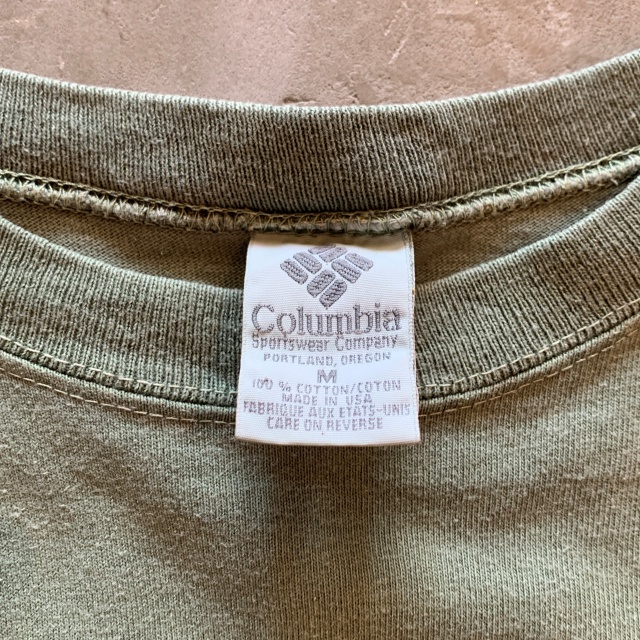 Columbia
Sportswear Company
PORTLAND, OREGON
M
100 % COTTON/COTON
MADE IN USA
FABRIQUE AUX ETATS-UNIS
CARE ON REVERSE